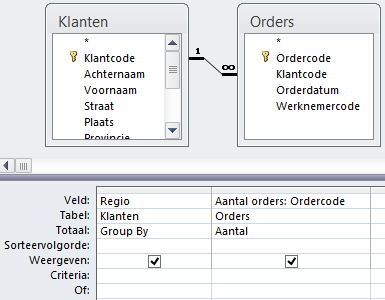 Klanten
*
Klantcode
Achternaam
Voornaam
Straat
Plaats
Provincie
1
∞
Orders
*
Ordercode
Klantcode
Orderdatum
Werknemercode
Veld: Regio Aantal orders: Ordercode
Tabel: Klanten Orders
Totaal: Group By Aantal
Sorteervolgorde:
Weergeven:
Criteria:
Of: